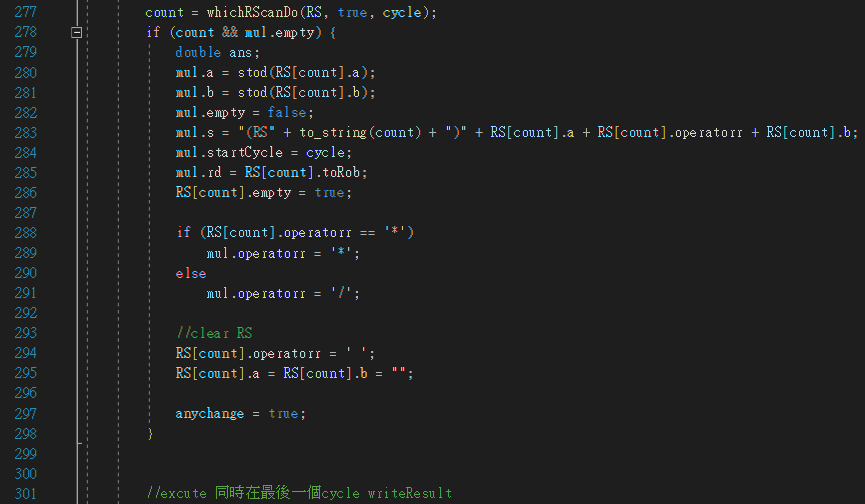 277 count = whichRScanDo(RS, true, cycle);
278 if (count && mul.empty) {
279 double ans;
280 mul.a = stod(RS[count].a);
281 mul.b = stod(RS[count].b);
282 mul.empty = false;
283 mul.s = "(RS" + to_string(count) + ")" + RS[count].a + RS[count].operatorr + RS[count].b;
284 mul.startCycle = cycle;
285 mul.rd = RS[count].toRob;
286 RS[count].empty = true;
287
288 if (RS[count].operatorr == '*')
289 mul.operatorr = '*';
290 else
291 mul.operatorr = '/';
292
293 //clear RS
294 RS[count].operatorr = ' ';
295 RS[count].a = RS[count].b = "";
296
297 anychange = true;
298 }
299
300
301 //excute 同時在最後一個cycle writeResult